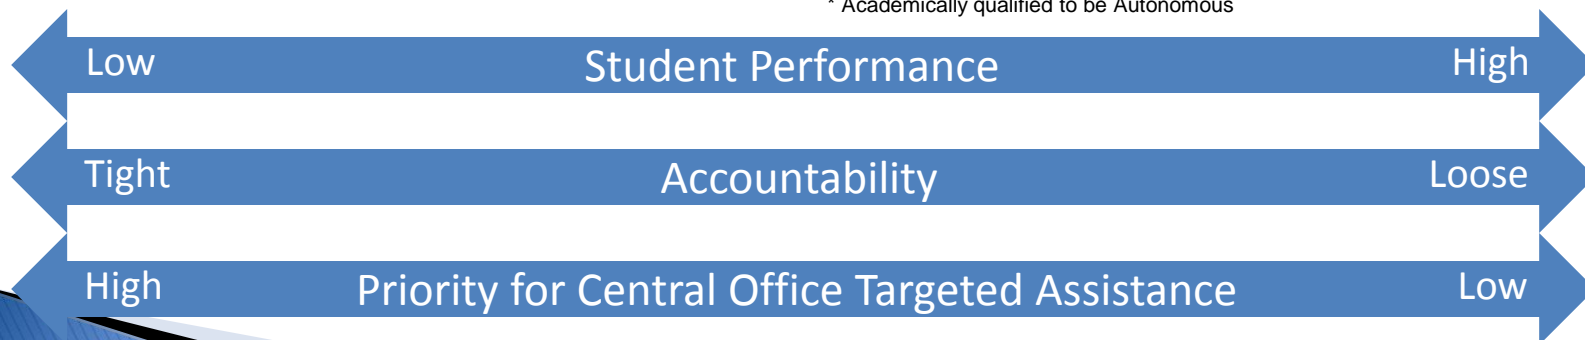 * Academically qualified to be Autonomous
Low Student Performance High
Tight Accountability Loose
High Priority for Central Office Targeted Assistance Low